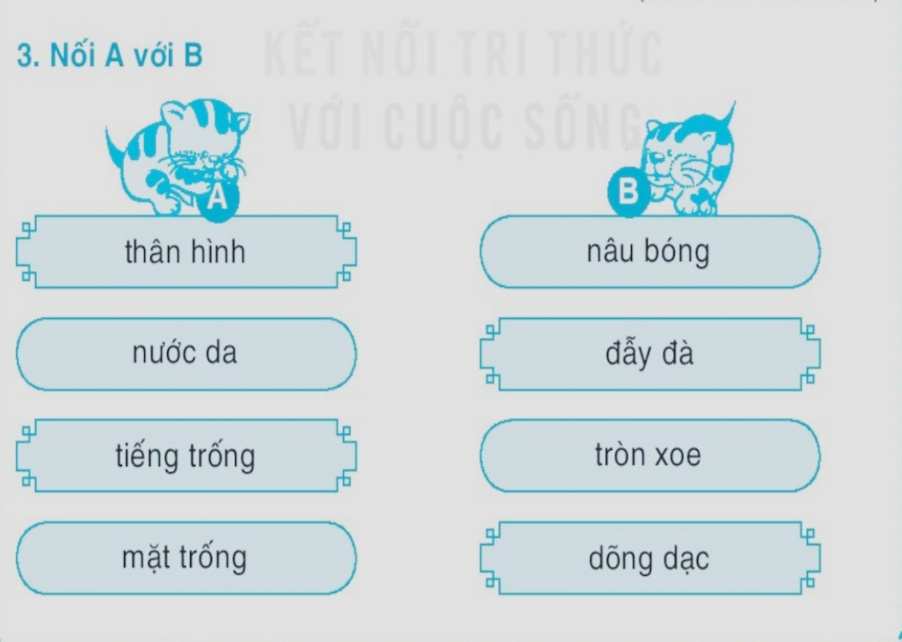 KẾT NỐI TRI THỨC
VỚI CUỘC SỐNG
3. Nối A với B
A
B
thân hình
nâu bóng
nước da
đẫy đà
tiếng trống
tròn xoe
mặt trống
dõng dạc